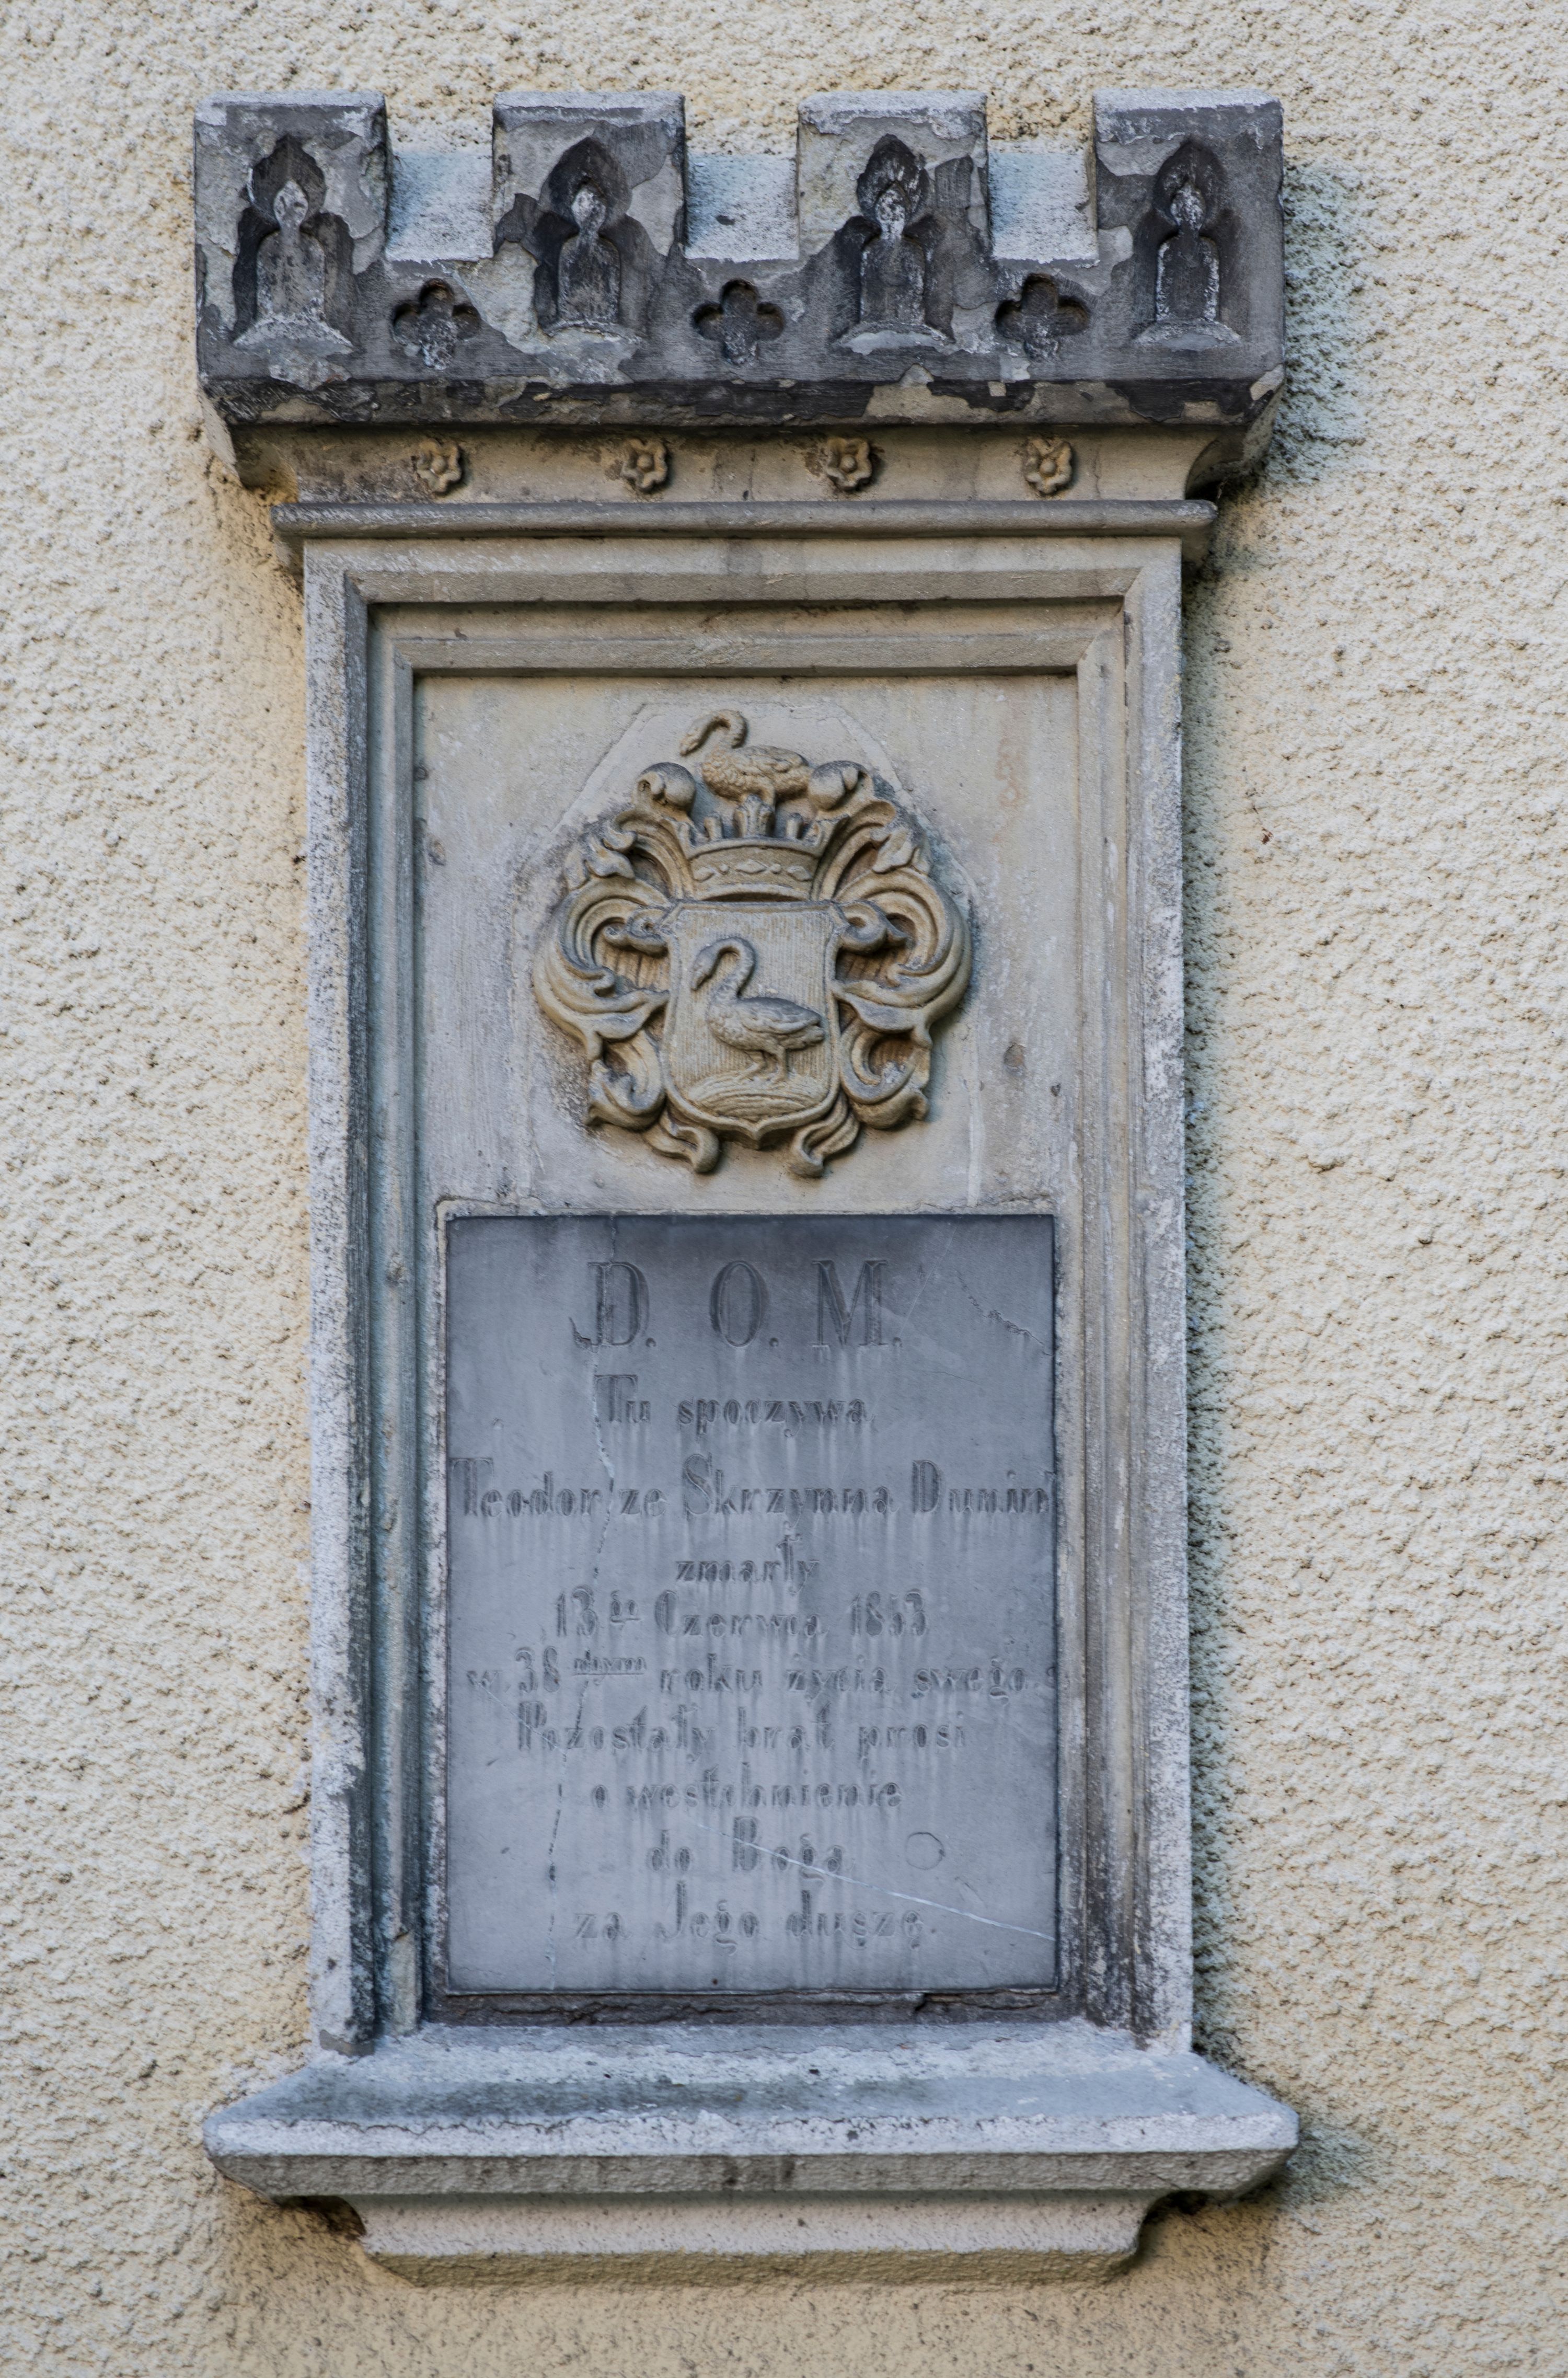 D. O. M.
Tu spoczywa
Teodor ze Skrzynna Dunin
zmarły
13 Czerwca 1853
w 38 roku życia swego
Pozostały brat prosi
o westchnienie
do Boga
za Jego duszę.